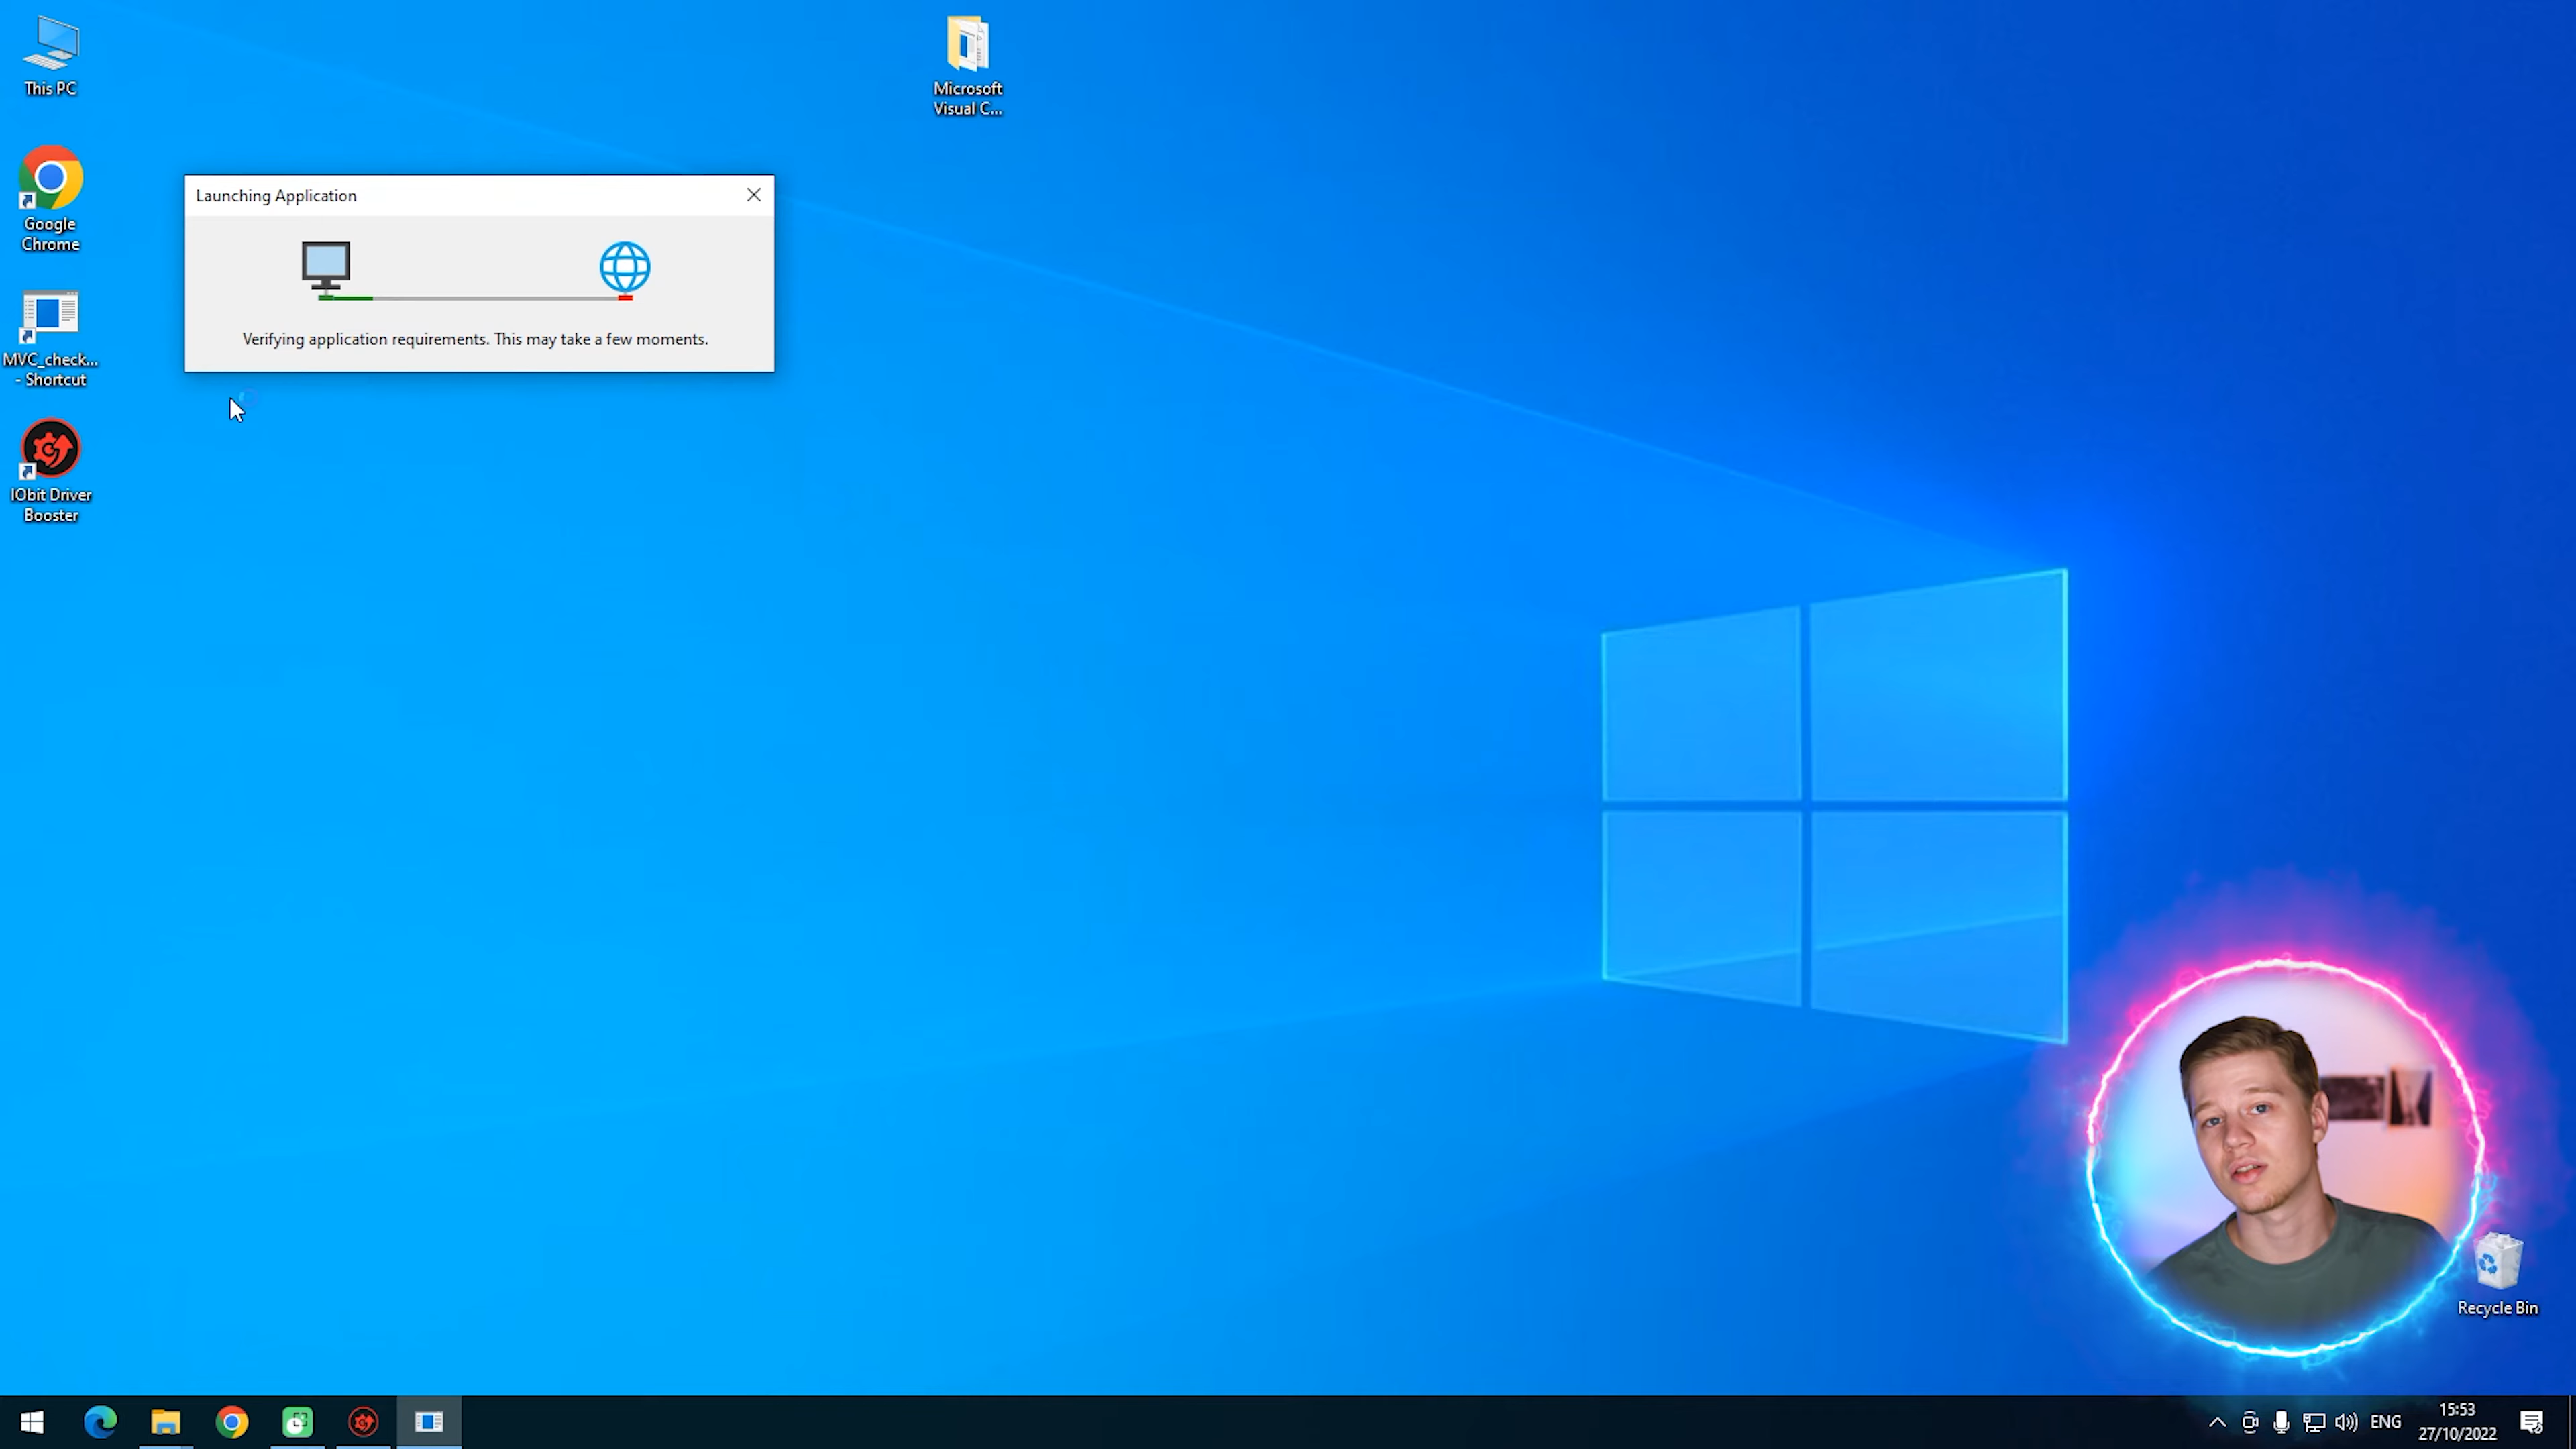 This PC
Microsoft
Visual C...
Google
Chrome
Launching Application
Verifying application requirements. This may take a few moments.
MVC_check...
- Shortcut
IObit Driver
Booster
Recycle Bin
ENG
15:53
27/10/2022